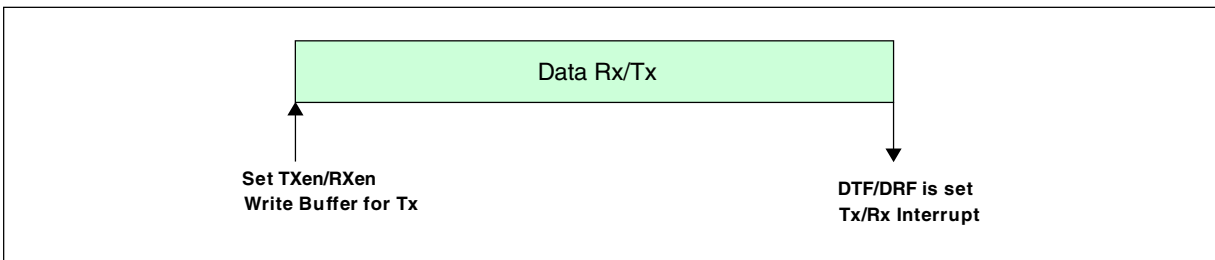 Data Rx/Tx
Set TXen/RXen
Write Buffer for Tx
DTF/DRF is set
Tx/Rx Interrupt